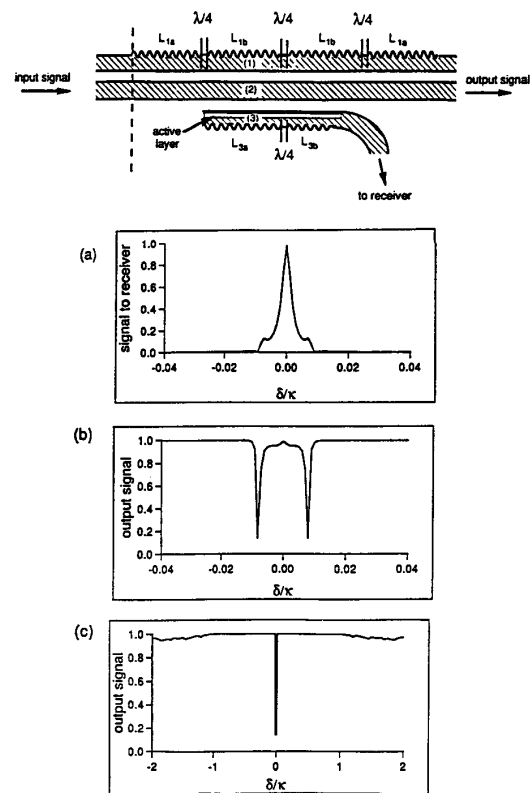 λ/4 λ/4 λ/4
L1a L1b L1b L1a
(1)
input signal
(2)
output signal
active
layer
(3)
L3a λ/4 L3b
to receiver
(a)
signal to receiver
1.0
0.8
0.6
0.4
0.2
0.0
-0.04 -0.02 0.00 0.02 0.04
δ/κ
(b)
output signal
1.0
0.8
0.6
0.4
0.2
0.0
-0.04 -0.02 0.00 0.02 0.04
δ/κ
(c)
output signal
1.0
0.8
0.6
0.4
0.2
0.0
-2 -1 0 1 2
δ/κ